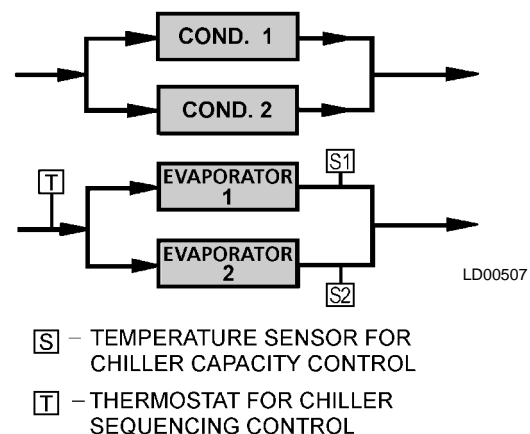 COND. 1
COND. 2
T
EVAPORATOR
1
S1
EVAPORATOR
2
S2
LD00507
S – TEMPERATURE SENSOR FOR
CHILLER CAPACITY CONTROL
T – THERMOSTAT FOR CHILLER
SEQUENCING CONTROL